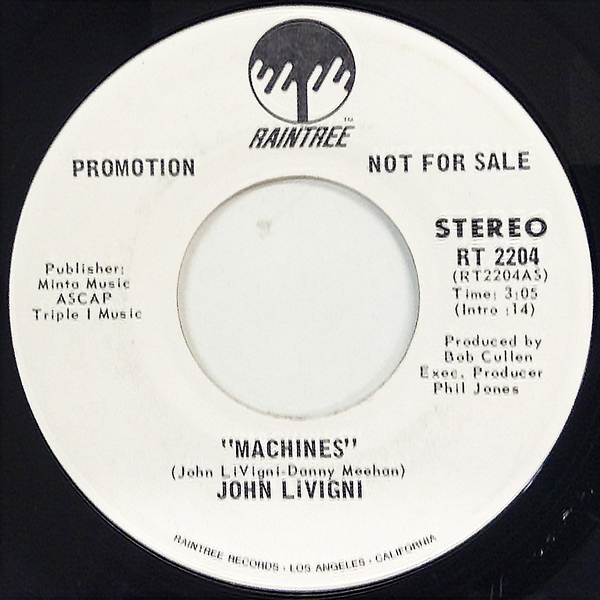 RAINTREE™
PROMOTION
NOT FOR SALE
STEREO
RT 2204
(RT2204AS)
Time: 3:05
(Intro :14)
Publisher:
Minta Music
ASCAP
Triple I Music
Produced by
Bob Cullen
Exec. Producer
Phil Jones
"MACHINES"
(John LiVigni-Danny Meehan)
JOHN LiVIGNI
RAINTREE RECORDS · LOS ANGELES · CALIFORNIA